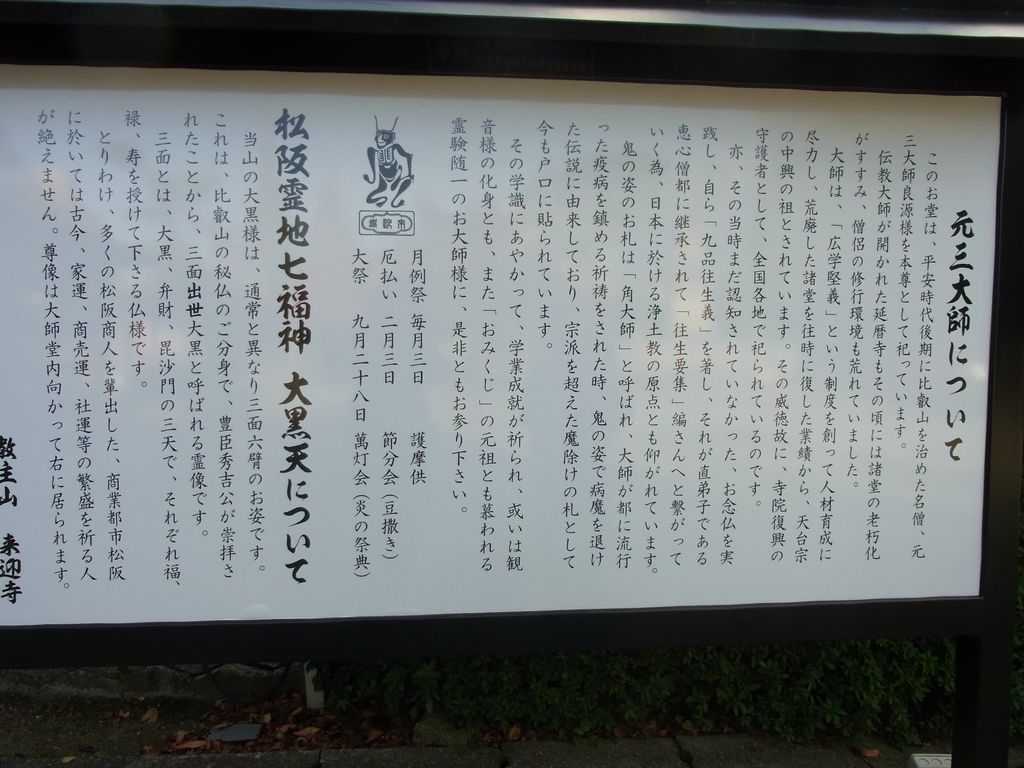 元三大師について
このお堂は、平安時代後期に比叡山を治めた名僧、元
三大師良源様を本尊として祀っています。
伝教大師が開かれた延暦寺もその頃には諸堂の老朽化
がすすみ、僧侶の修行環境も荒れていました。
大師は、「広学堅義」という制度を創って人材育成に
尽力し、荒廃した諸堂を往時に復した業績から、天台宗
の中興の祖とされています。その威徳故に、寺院復興の
守護者として、全国各地で祀られているのです。
亦、その当時まだ認知されていなかった、お念仏を実
践し、自ら「九品往生義」を著し、それが直弟子である
恵心僧都に継承されて「往生要集」編さんへと繋がって
いく為、日本に於ける浄土教の原点とも仰がれています。
鬼の姿のお札は「角大師」と呼ばれ、大師が都に流行
った疫病を鎮める祈祷をされた時、鬼の姿で病魔を退け
た伝説に由来しており、宗派を超えた魔除けの札として
今も戸口に貼られています。
その学識にあやかって、学業成就が祈られ、或いは観
音様の化身とも、また「おみくじ」の元祖とも慕われる
霊験随一のお大師様に、是非ともお参り下さい。
月例祭 毎月三日 護摩供
厄払い 二月三日 節分会(豆撒き)
大祭 九月二十八日 萬灯会(炎の祭典)
松阪霊地七福神 大黒天について
当山の大黒様は、通常と異なり三面六臂のお姿です。
これは、比叡山の秘仏のご分身で、豊臣秀吉公が崇拝さ
れたことから、三面出世大黒と呼ばれる霊像です。
三面とは、大黒、弁財、毘沙門の三天で、それぞれ福、
禄、寿を授けて下さる仏様です。
とりわけ、多くの松阪商人を輩出した、商業都市松阪
に於いては古今、家運、商売運、社運等の繁盛を祈る人
が絶えません。尊像は大師堂内向かって右に居られます。
教主山 来迎寺